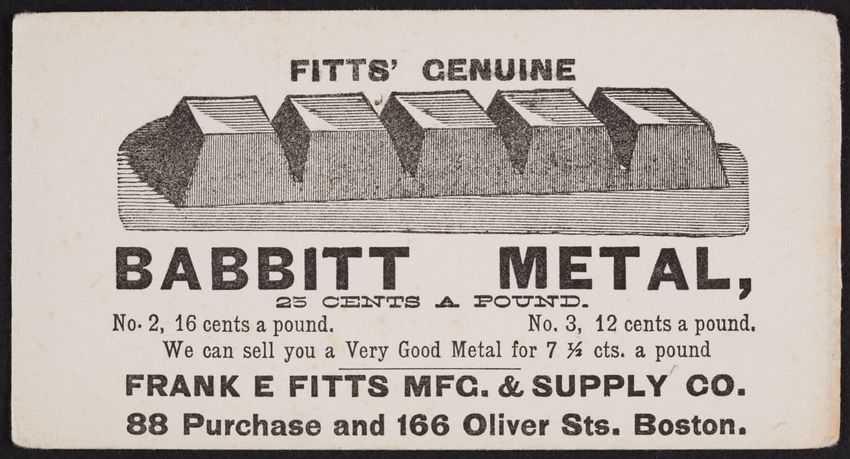 FITTS' GENUINE
BABBITT METAL,
25 CENTS A POUND.
No. 2, 16 cents a pound. No. 3, 12 cents a pound.
We can sell you a Very Good Metal for 7 ½ cts. a pound
FRANK E FITTS MFG. & SUPPLY CO.
88 Purchase and 166 Oliver Sts. Boston.